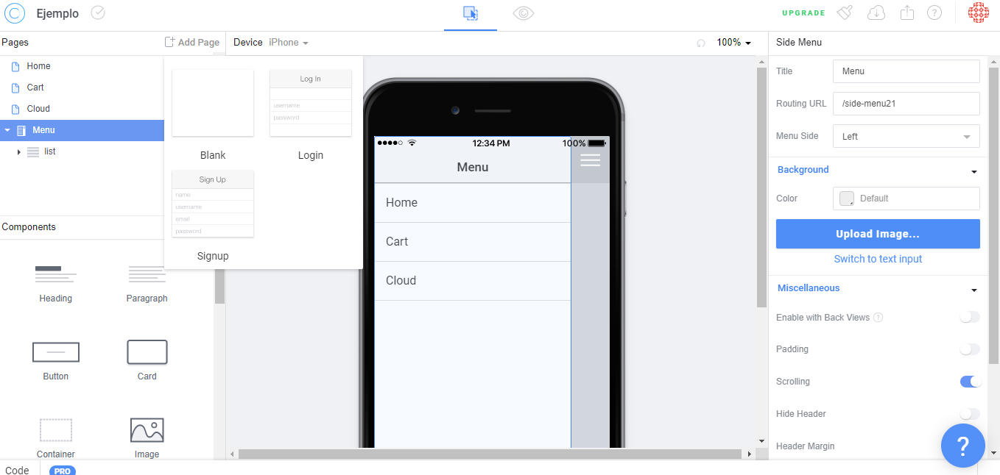 Ejemplo
UPGRADE
?
Pages
Add Page
Device iPhone
100%
Side Menu
Home
Cart
Cloud
Menu
list
Blank
Log In
username
password
Login
Sign Up
name
username
email
password
Signup
Components
Heading
Paragraph
Button
Card
Container
Image
Code
PRO
12:34 PM
100%
Menu
Home
Cart
Cloud
Title
Menu
Routing URL
/side-menu21
Menu Side
Left
Background
Color
Default
Upload Image...
Switch to text input
Miscellaneous
Enable with Back Views ?
Padding
Scrolling
Hide Header
Header Margin
?